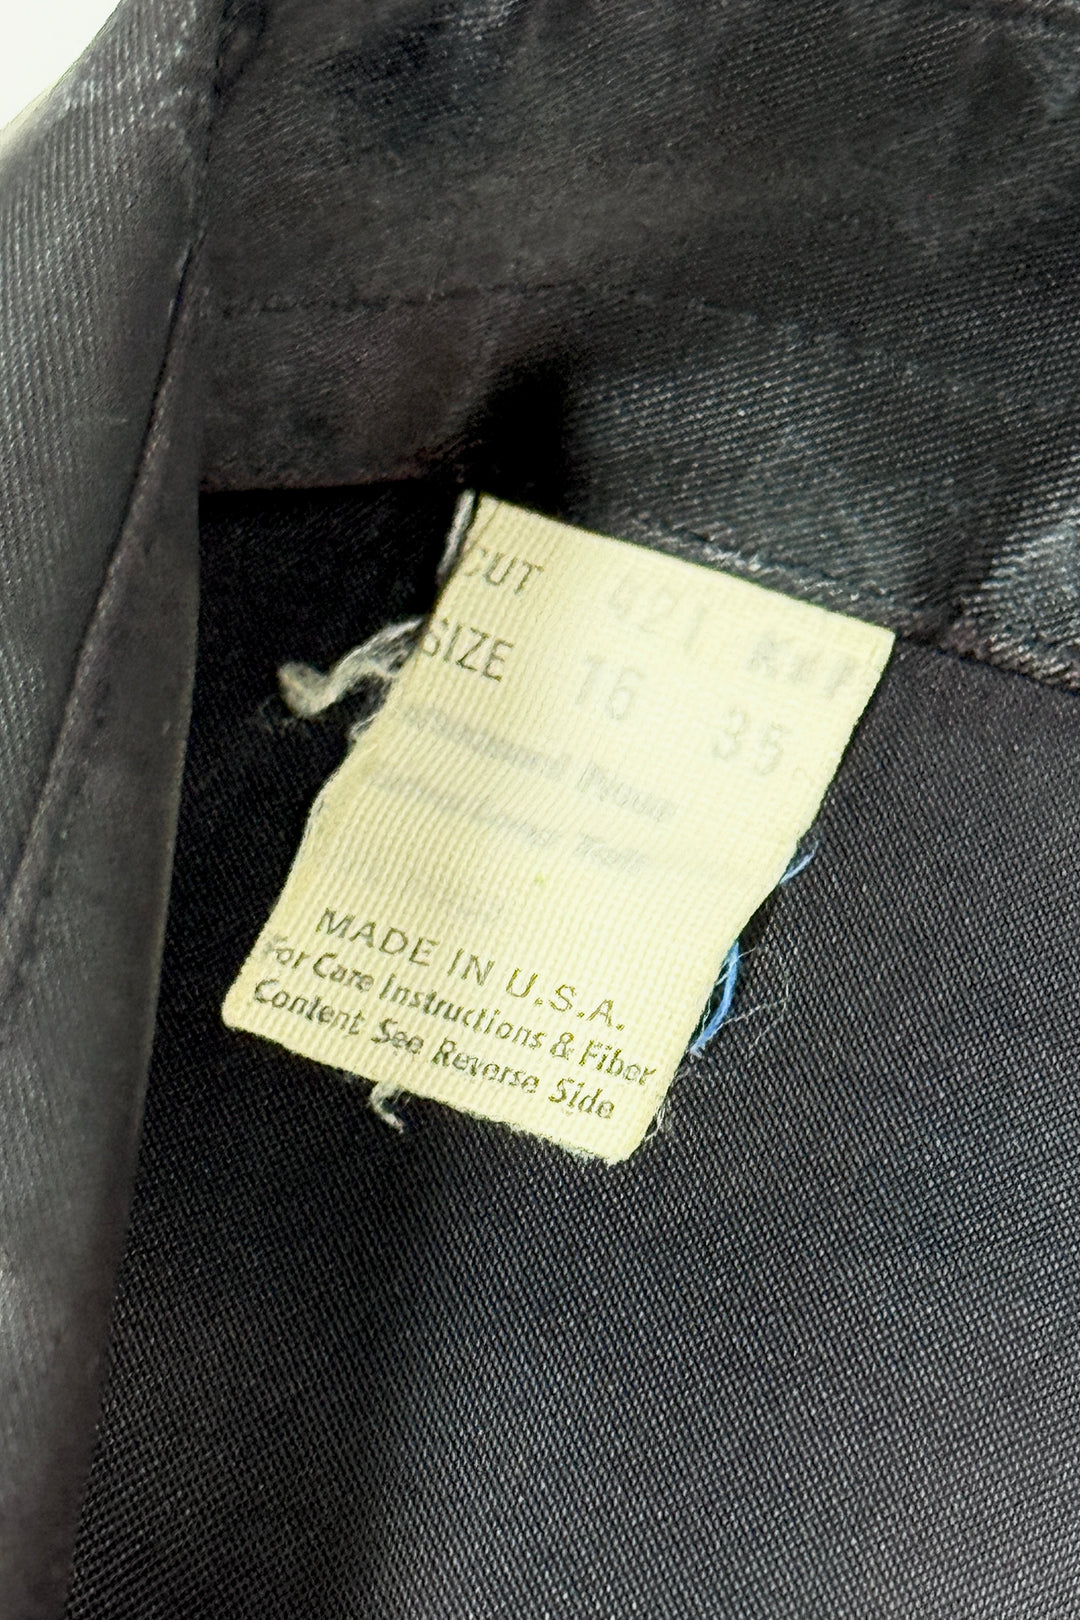 CUT 421
SIZE 16 35
MADE IN U.S.A.
For Care Instructions & Fiber
Content See Reverse Side